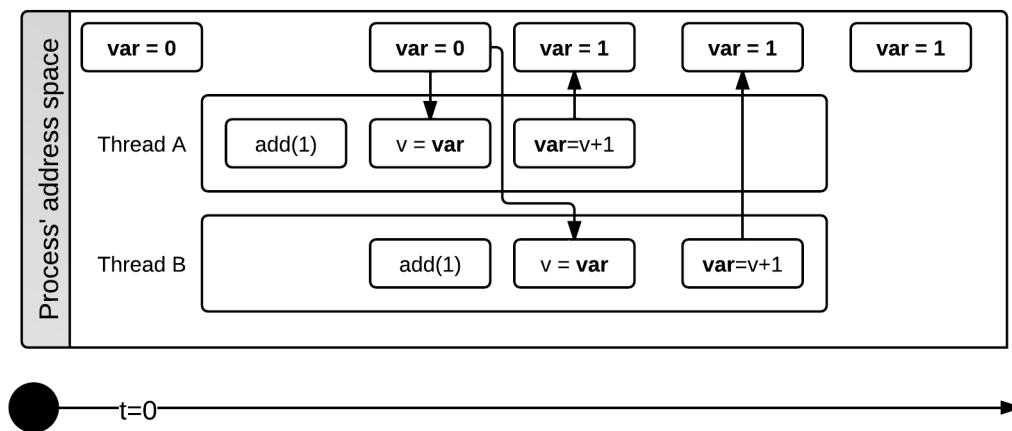 Process' address space
var = 0
var = 0
var = 1
var = 1
var = 1
Thread A
add(1)
v = var
var=v+1
Thread B
add(1)
v = var
var=v+1
t=0